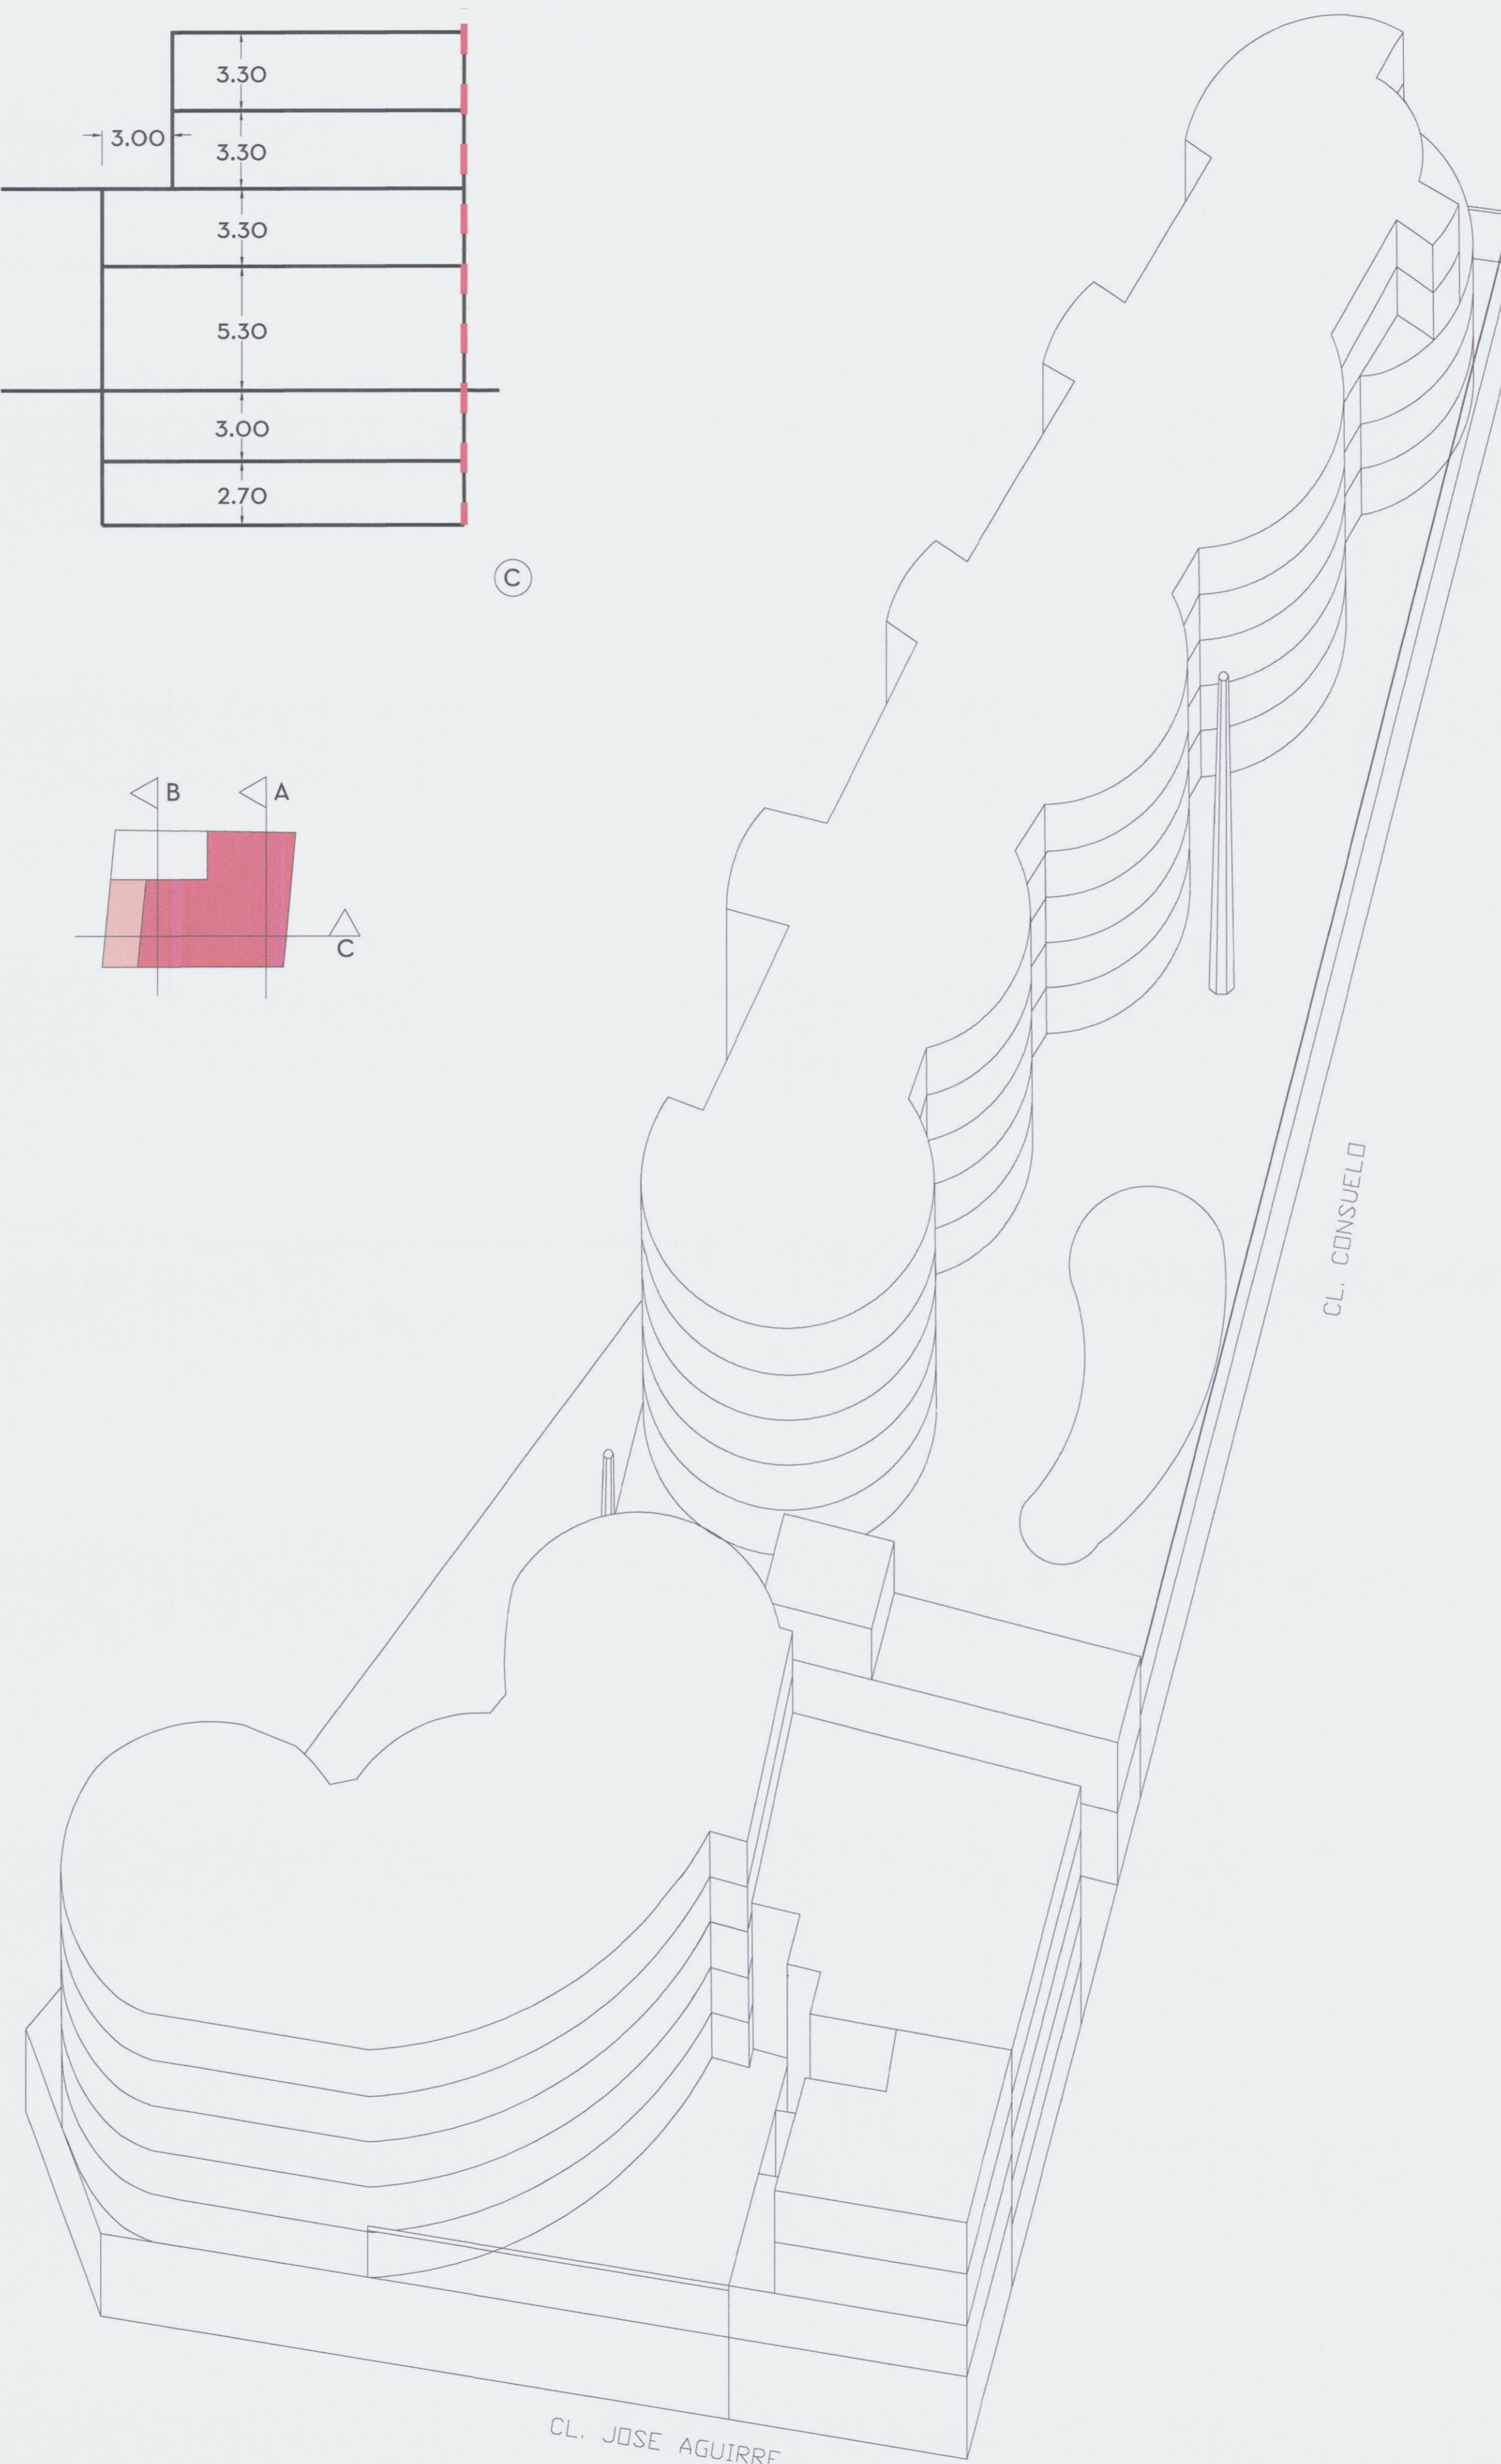 3.30
3.00
3.30
3.30
5.30
3.00
2.70
C
B
A
C
CL. CONSUELO
CL. JOSE AGUIRRE